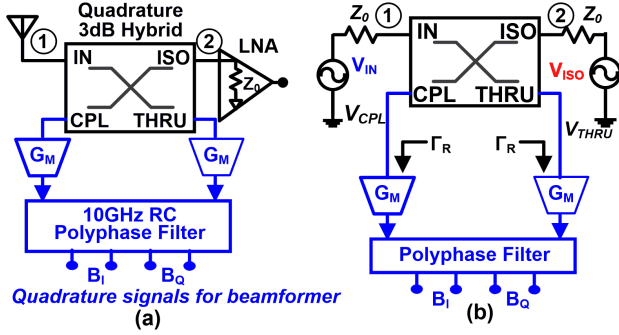 Quadrature
3dB Hybrid
1
2
LNA
IN
ISO
Z0
CPL
THRU
GM
GM
10GHz RC
Polyphase Filter
BI
BQ
Quadrature signals for beamformer
(a)
Z0
1
2
Z0
IN
ISO
VIN
VISO
CPL
THRU
VCPL
VTHRU
ΓR
ΓR
GM
GM
Polyphase Filter
BI
BQ
(b)